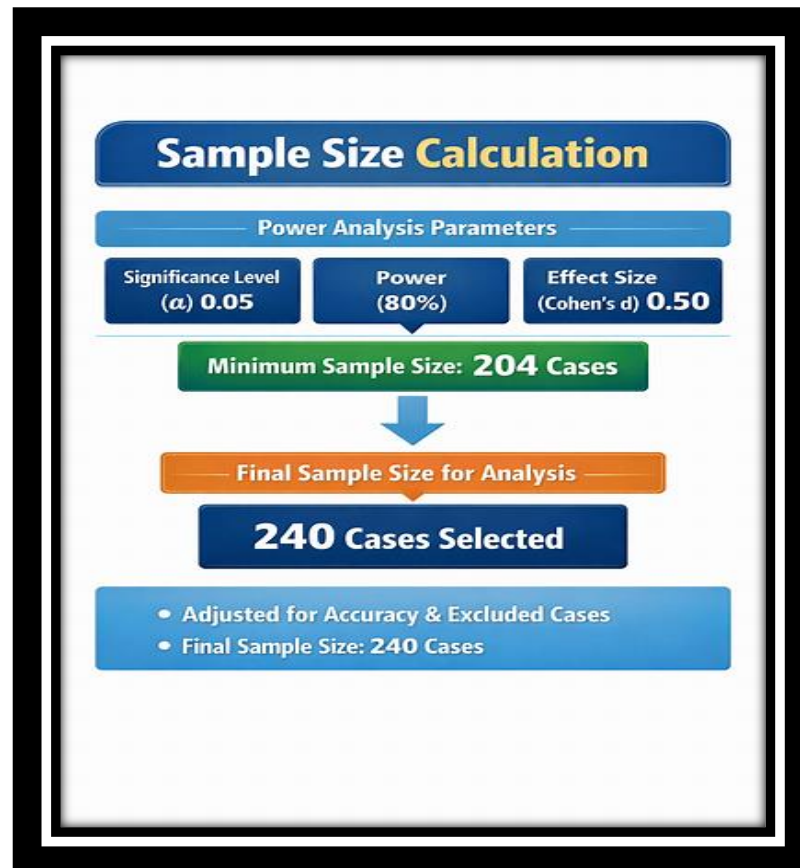 Sample Size Calculation
Power Analysis Parameters
Significance Level
(α) 0.05
Power
(80%)
Effect Size
(Cohen's d) 0.50
Minimum Sample Size: 204 Cases
Final Sample Size for Analysis
240 Cases Selected
• Adjusted for Accuracy & Excluded Cases
• Final Sample Size: 240 Cases